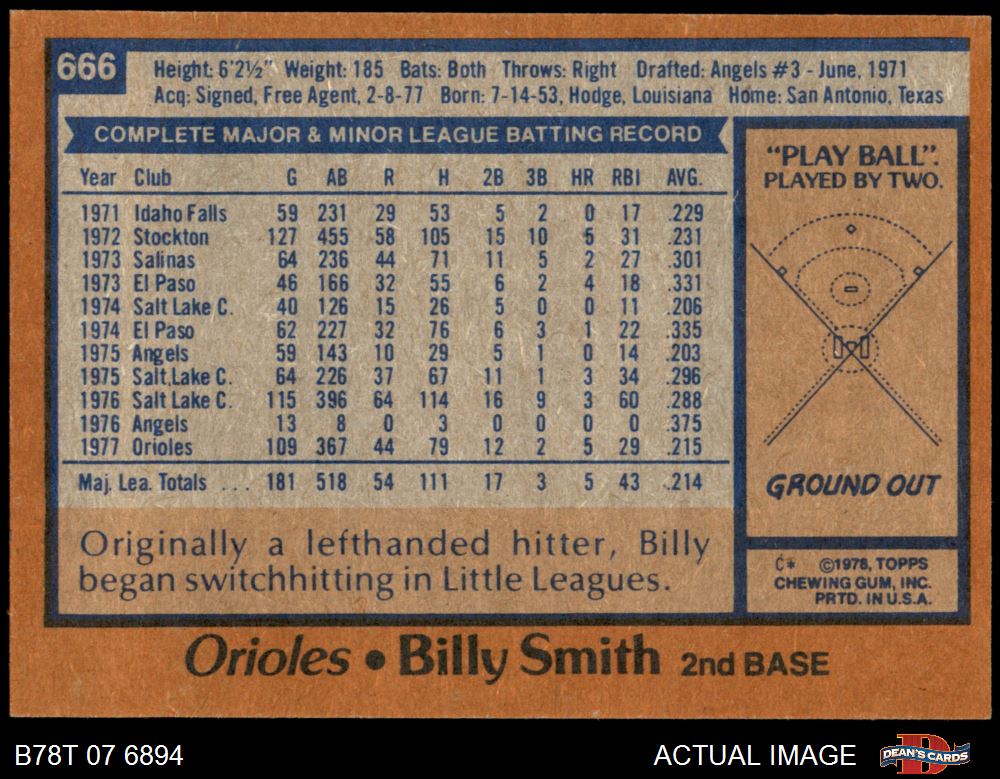 666
Height: 6'2½" Weight: 185 Bats: Both Throws: Right Drafted: Angels #3 - June, 1971
Acq: Signed, Free Agent, 2-8-77 Born: 7-14-53, Hodge, Louisiana Home: San Antonio, Texas
COMPLETE MAJOR & MINOR LEAGUE BATTING RECORD
Year Club G AB R H 2B 3B HR RBI AVG.
1971 Idaho Falls 59 231 29 53 5 2 0 17 .229
1972 Stockton 127 455 58 105 15 10 5 31 .231
1973 Salinas 64 236 44 71 11 5 2 27 .301
1973 El Paso 46 166 32 55 6 2 4 18 .331
1974 Salt Lake C. 40 126 15 26 5 0 0 11 .206
1974 El Paso 62 227 32 76 6 3 1 22 .335
1975 Angels 59 143 10 29 5 1 0 14 .203
1975 Salt Lake C. 64 226 37 67 11 1 3 34 .296
1976 Salt Lake C. 115 396 64 114 16 9 3 60 .288
1976 Angels 13 8 0 3 0 0 0 0 .375
1977 Orioles 109 367 44 79 12 2 5 29 .215
Maj. Lea. Totals ... 181 518 54 111 17 3 5 43 .214
Originally a lefthanded hitter, Billy
began switchhitting in Little Leagues.
"PLAY BALL".
PLAYED BY TWO.
GROUND OUT
C* ©1978, TOPPS
CHEWING GUM, INC.
PRTD. IN U.S.A.
Orioles • Billy Smith 2nd BASE
B78T 07 6894
ACTUAL IMAGE
D
DEAN'S CARDS